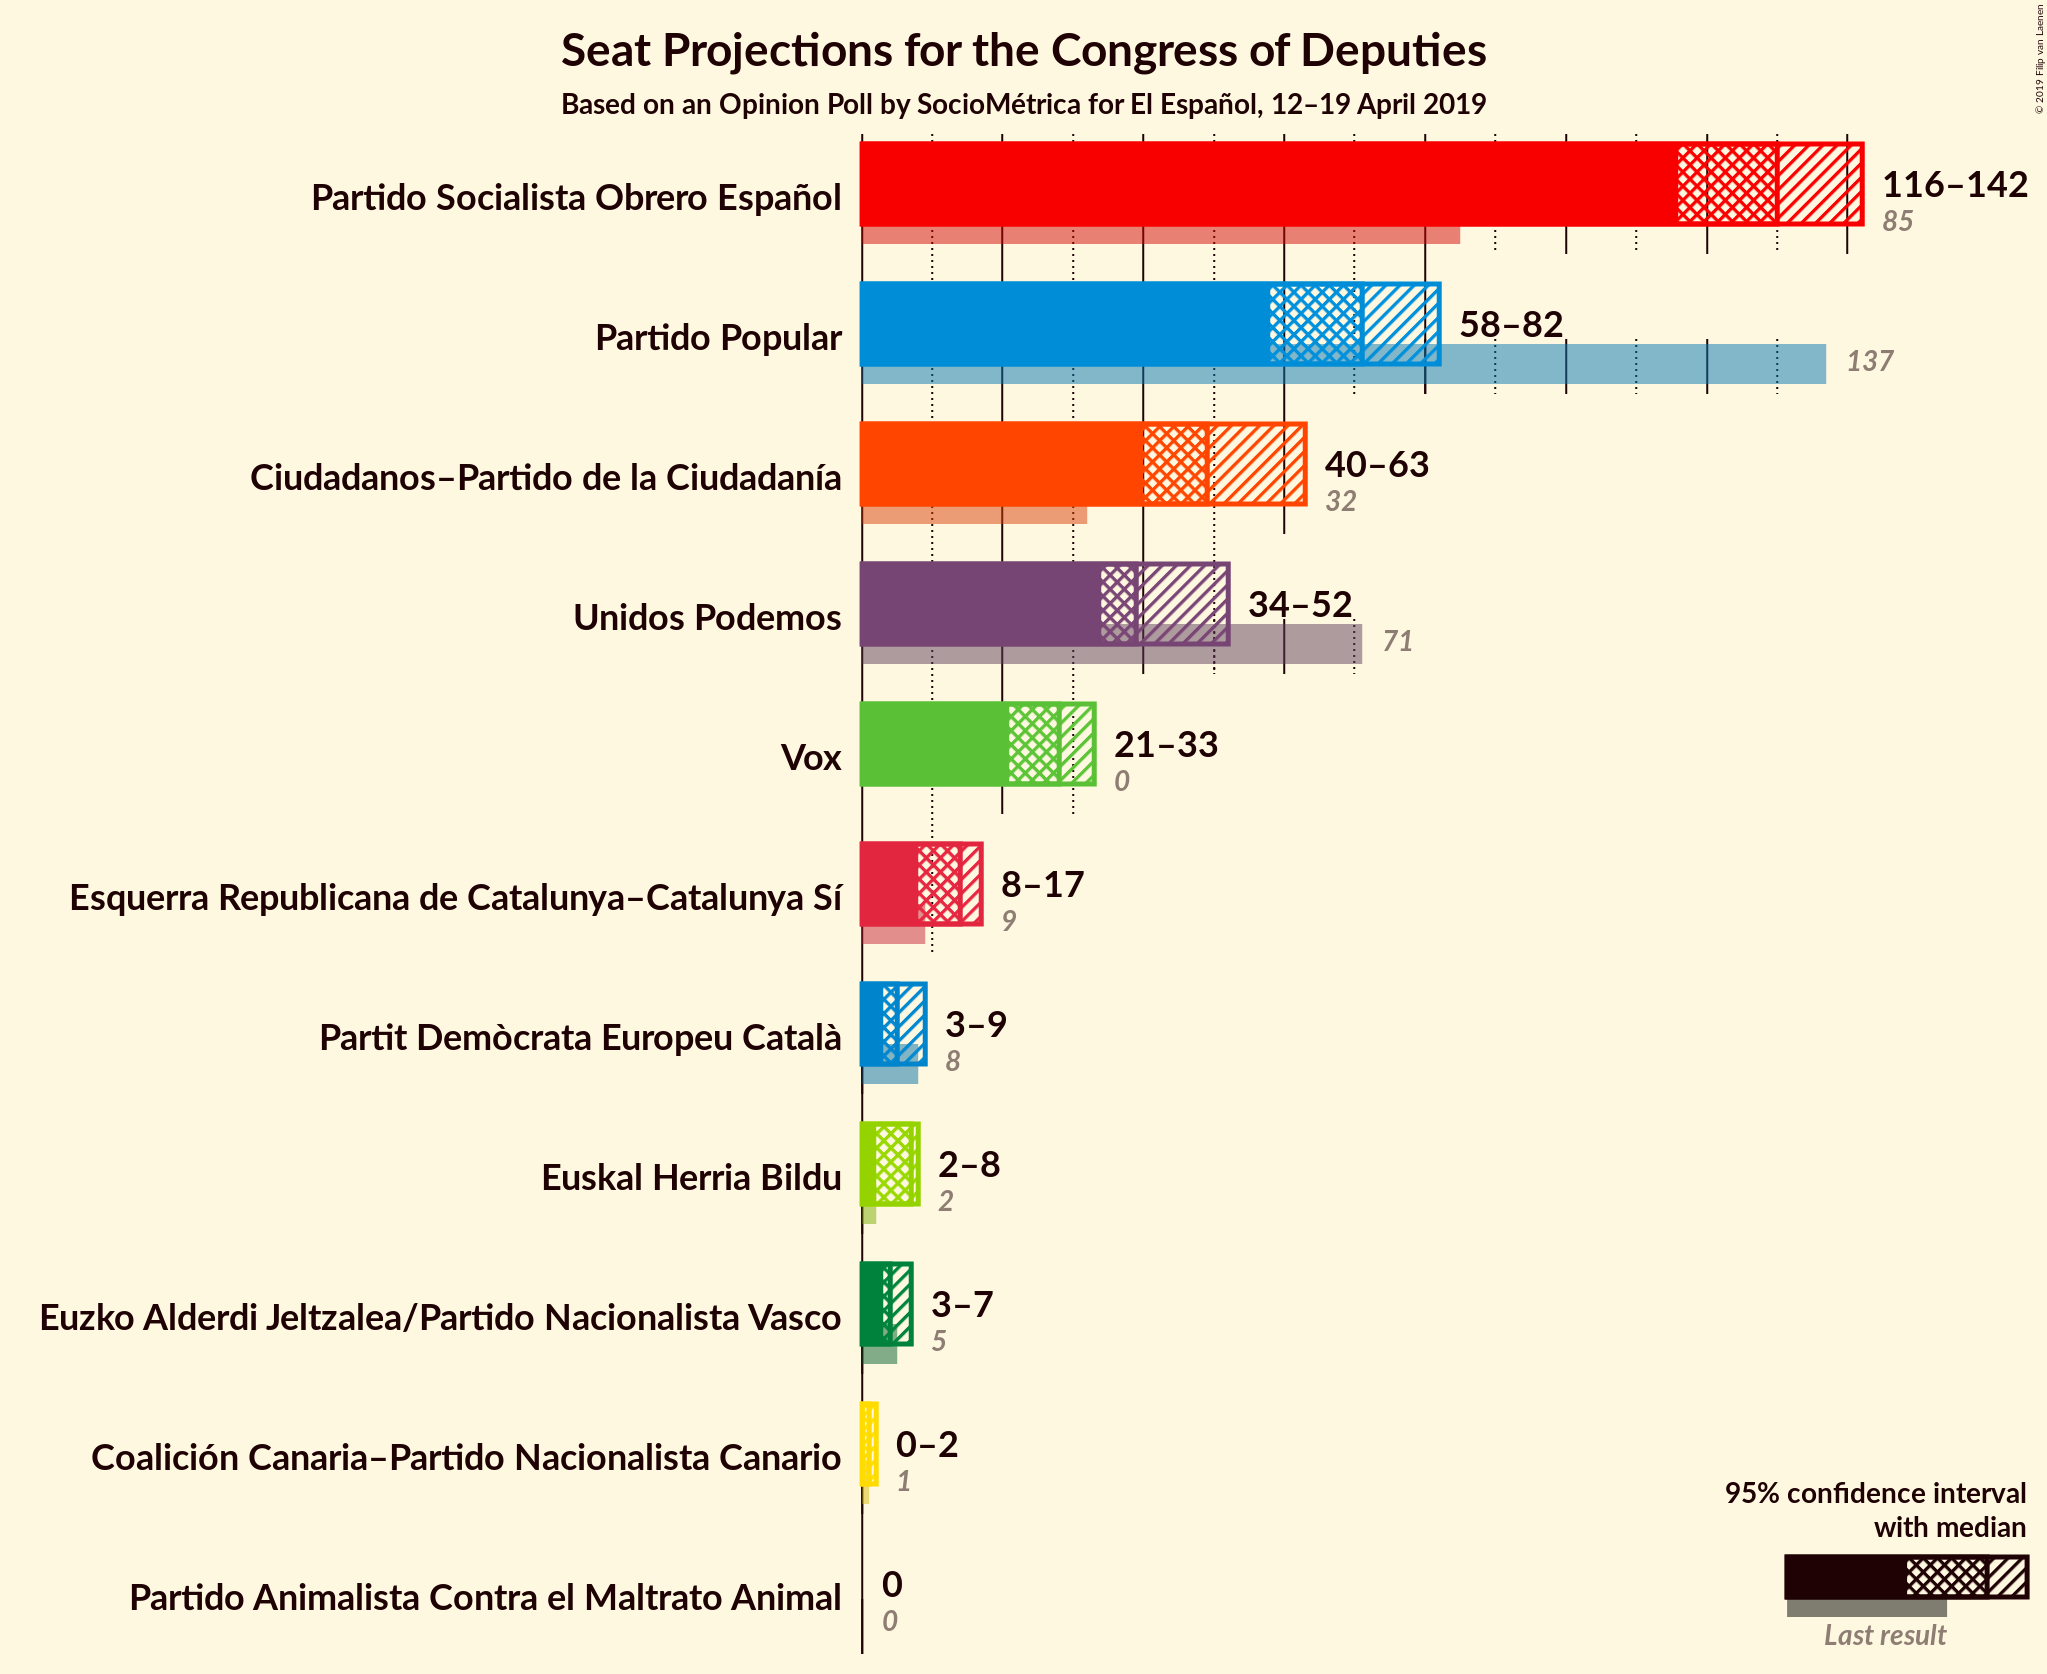 Seat Projections for the Congress of Deputies
Based on an Opinion Poll by SocioMétrica for El Español, 12–19 April 2019
© 2019 Filip van Laenen
Partido Socialista Obrero Español
116–142
85
Partido Popular
58–82
137
Ciudadanos–Partido de la Ciudadanía
40–63
32
Unidos Podemos
34–52
71
Vox
21–33
0
Esquerra Republicana de Catalunya–Catalunya Sí
8–17
9
Partit Demòcrata Europeu Català
3–9
8
Euskal Herria Bildu
2–8
2
Euzko Alderdi Jeltzalea/Partido Nacionalista Vasco
3–7
5
Coalición Canaria–Partido Nacionalista Canario
0–2
1
Partido Animalista Contra el Maltrato Animal
0
0
95% confidence interval
with median
Last result